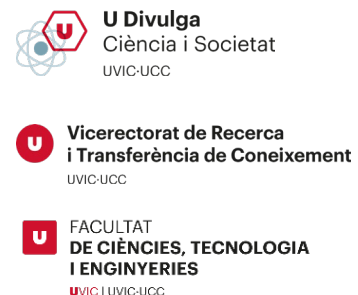 U
U Divulga
Ciència i Societat
UVIC·UCC
U
Vicerectorat de Recerca
i Transferència de Coneixement
UVIC·UCC
U
FACULTAT
DE CIÈNCIES, TECNOLOGIA
I ENGINYERIES
UVIC | UVIC·UCC